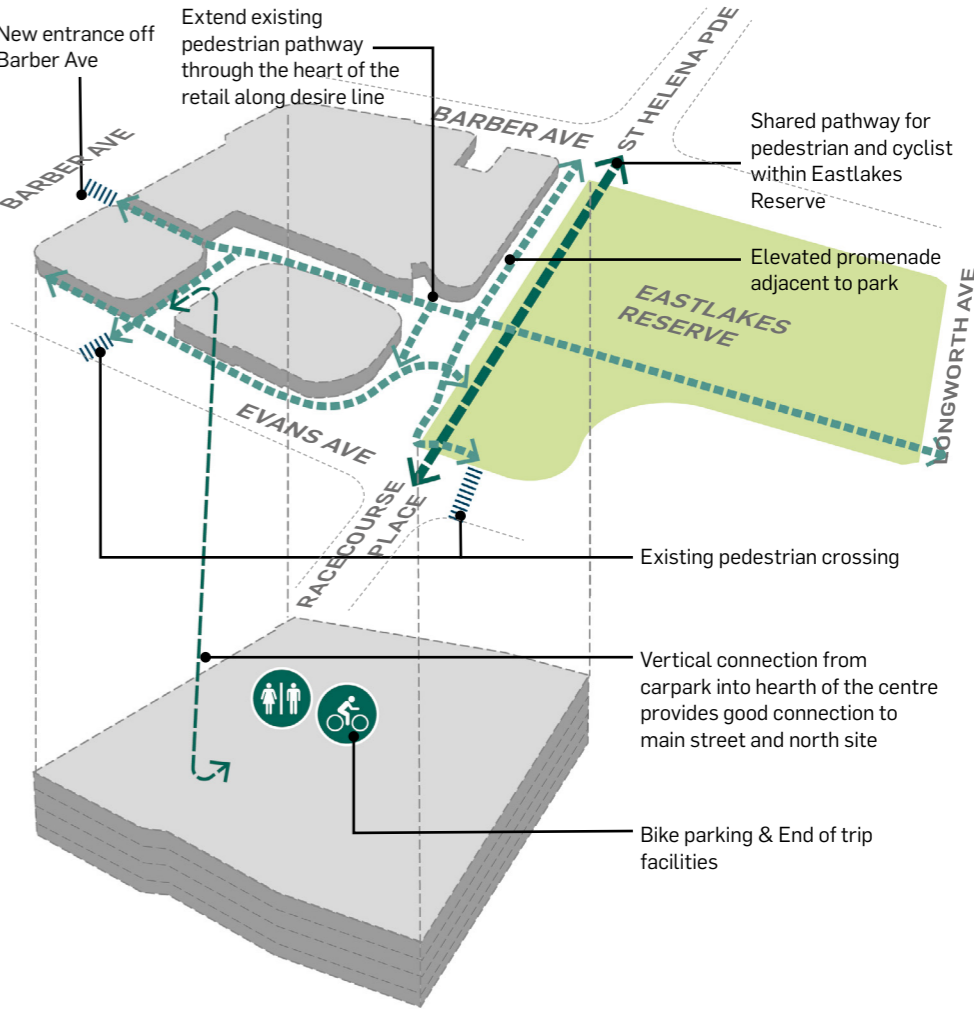 New entrance off
Barber Ave
Extend existing
pedestrian pathway
through the heart of the
retail along desire line
BARBER AVE
BARBER AVE
ST HELENA PDE
Shared pathway for
pedestrian and cyclist
within Eastlakes
Reserve
Elevated promenade
adjacent to park
EASTLAKES
RESERVE
LONGWORTH AVE
EVANS AVE
RACECOURSE
PLACE
Existing pedestrian crossing
Vertical connection from
carpark into hearth of the centre
provides good connection to
main street and north site
Bike parking & End of trip
facilities